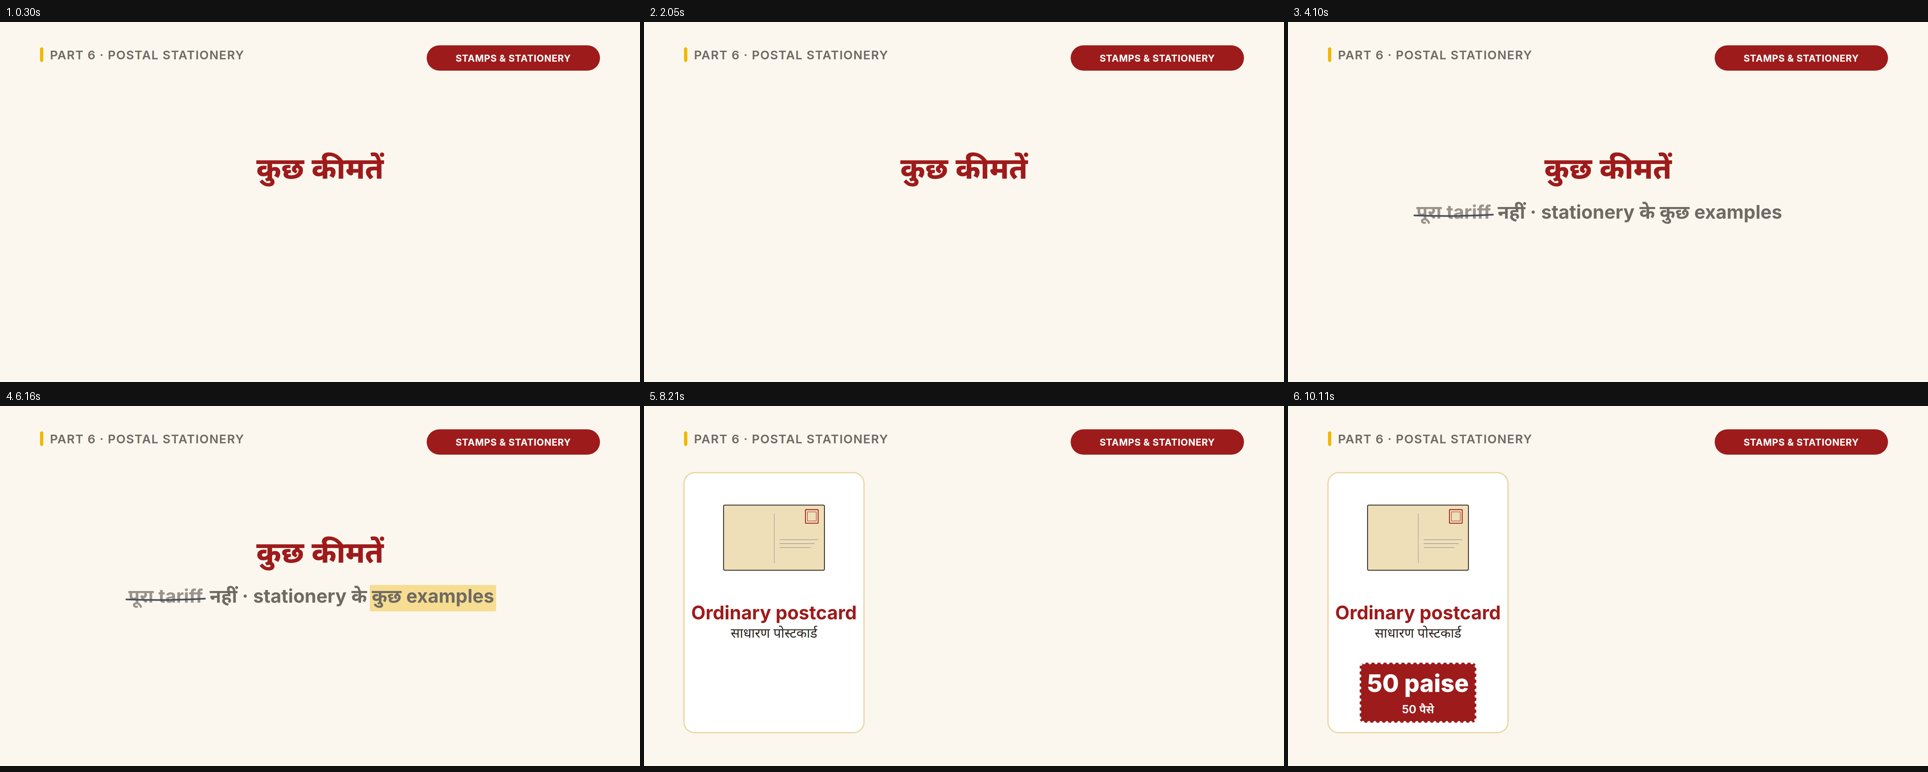 1. 0.30s
PART 6 · POSTAL STATIONERY
STAMPS & STATIONERY
कुछ कीमतें
2. 2.05s
PART 6 · POSTAL STATIONERY
STAMPS & STATIONERY
कुछ कीमतें
3. 4.10s
PART 6 · POSTAL STATIONERY
STAMPS & STATIONERY
कुछ कीमतें
पूरा tariff नहीं · stationery के कुछ examples
4. 6.16s
PART 6 · POSTAL STATIONERY
STAMPS & STATIONERY
कुछ कीमतें
पूरा tariff नहीं · stationery के कुछ examples
5. 8.21s
PART 6 · POSTAL STATIONERY
STAMPS & STATIONERY
Ordinary postcard
साधारण पोस्टकार्ड
6. 10.11s
PART 6 · POSTAL STATIONERY
STAMPS & STATIONERY
Ordinary postcard
साधारण पोस्टकार्ड
50 paise
50 पैसे